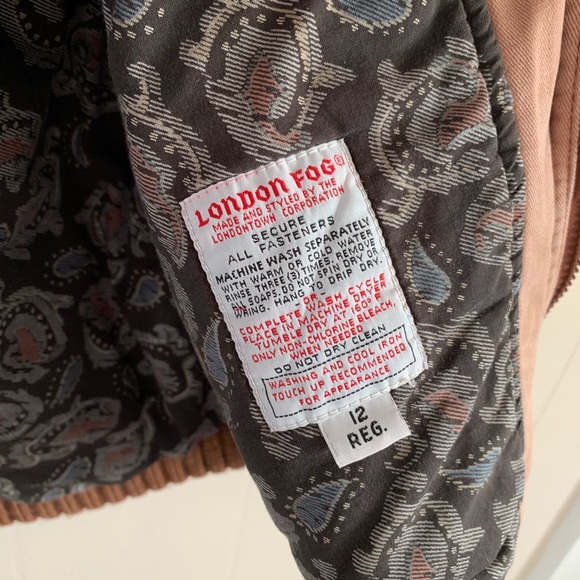 LONDON FOG®
MADE AND STYLED BY THE
LONDONTOWN CORPORATION
SECURE
ALL FASTENERS
MACHINE WASH SEPARATELY
WITH WARM OR COLD WATER
RINSE THREE (3) TIMES. REMOVE
ALL SOAPS. DO NOT SPIN DRY OR
WRING. HANG TO DRIP DRY.
OR
COMPLETE WASH CYCLE
PLACE IN MACHINE DRYER
TUMBLE DRY AT 160°
ONLY NON-CHLORINE BLEACH,
WHEN NEEDED
DO NOT DRY CLEAN
WASHING AND COOL IRON
TOUCH UP RECOMMENDED
FOR APPEARANCE
12
REG.